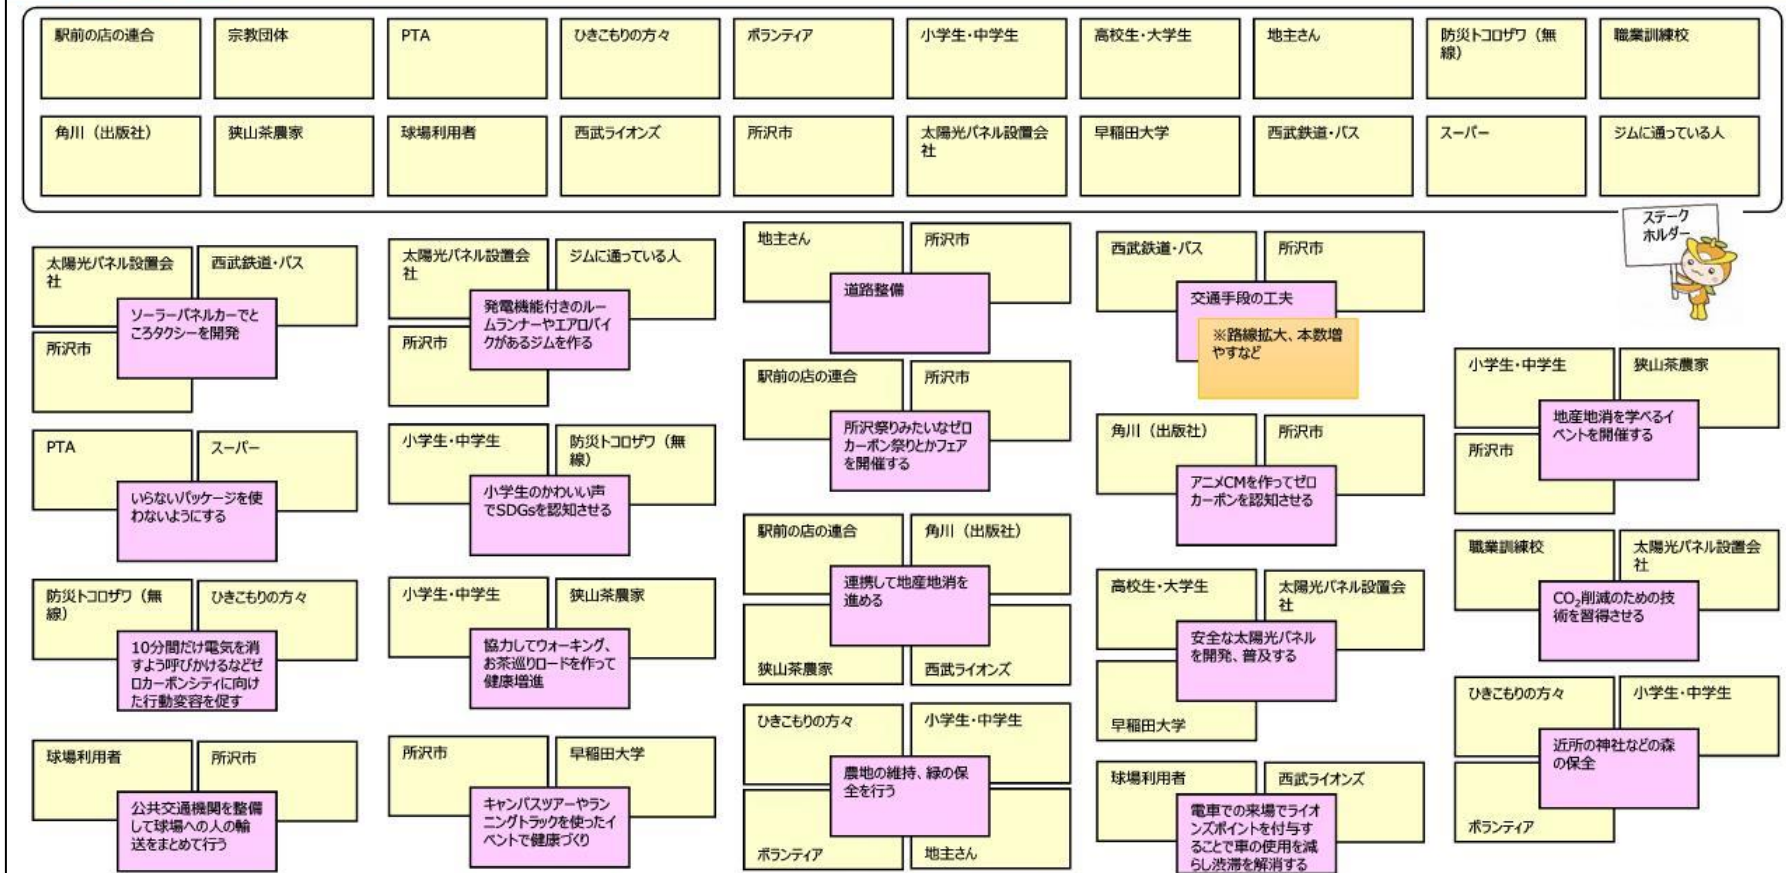 駅前の店の連合
宗教団体
PTA
ひきこもりの方々
ボランティア
小学生・中学生
高校生・大学生
地主さん
防災トコロザワ（無
線）
職業訓練校
角川（出版社）
狭山茶農家
球場利用者
西武ライオンズ
所沢市
太陽光パネル設置会
社
早稲田大学
西武鉄道・バス
スーパー
ジムに通っている人
ステーク
ホルダー
太陽光パネル設置会
社
西武鉄道・バス
所沢市
ソーラーパネルカーでと
ころタクシーを開発
PTA
スーパー
いらないパッケージを使
わないようにする
防災トコロザワ（無
線）
ひきこもりの方々
10分間だけ電気を消
すよう呼びかけるなどゼ
ロカーボンシティに向け
た行動変容を促す
球場利用者
所沢市
公共交通機関を整備
して球場への人の輸
送をまとめて行う
太陽光パネル設置会
社
ジムに通っている人
所沢市
発電機能付きのルー
ムランナーやエアロバイ
クがあるジムを作る
小学生・中学生
防災トコロザワ（無
線）
小学生のかわいい声
でSDGsを認知させる
小学生・中学生
狭山茶農家
協力してウォーキング、
お茶巡りロードを作って
健康増進
所沢市
早稲田大学
キャンパスツアーやラン
ニングトラックを使ったイ
ベントで健康づくり
地主さん
所沢市
道路整備
駅前の店の連合
所沢市
所沢祭りみたいなゼロ
カーボン祭りとかフェア
を開催する
駅前の店の連合
角川（出版社）
連携して地産地消を
進める
狭山茶農家
西武ライオンズ
ひきこもりの方々
小学生・中学生
農地の維持、緑の保
全を行う
ボランティア
地主さん
西武鉄道・バス
所沢市
交通手段の工夫
※路線拡大、本数増
やすなど
角川（出版社）
所沢市
アニメCMを作ってゼロ
カーボンを認知させる
高校生・大学生
太陽光パネル設置会
社
安全な太陽光パネル
を開発、普及する
早稲田大学
球場利用者
西武ライオンズ
電車での来場でライオ
ンズポイントを付与す
ることで車の使用を減
らし渋滞を解消する
小学生・中学生
狭山茶農家
所沢市
地産地消を学べるイ
ベントを開催する
職業訓練校
太陽光パネル設置会
社
CO₂削減のための技
術を習得させる
ひきこもりの方々
小学生・中学生
近所の神社などの森
の保全
ボランティア